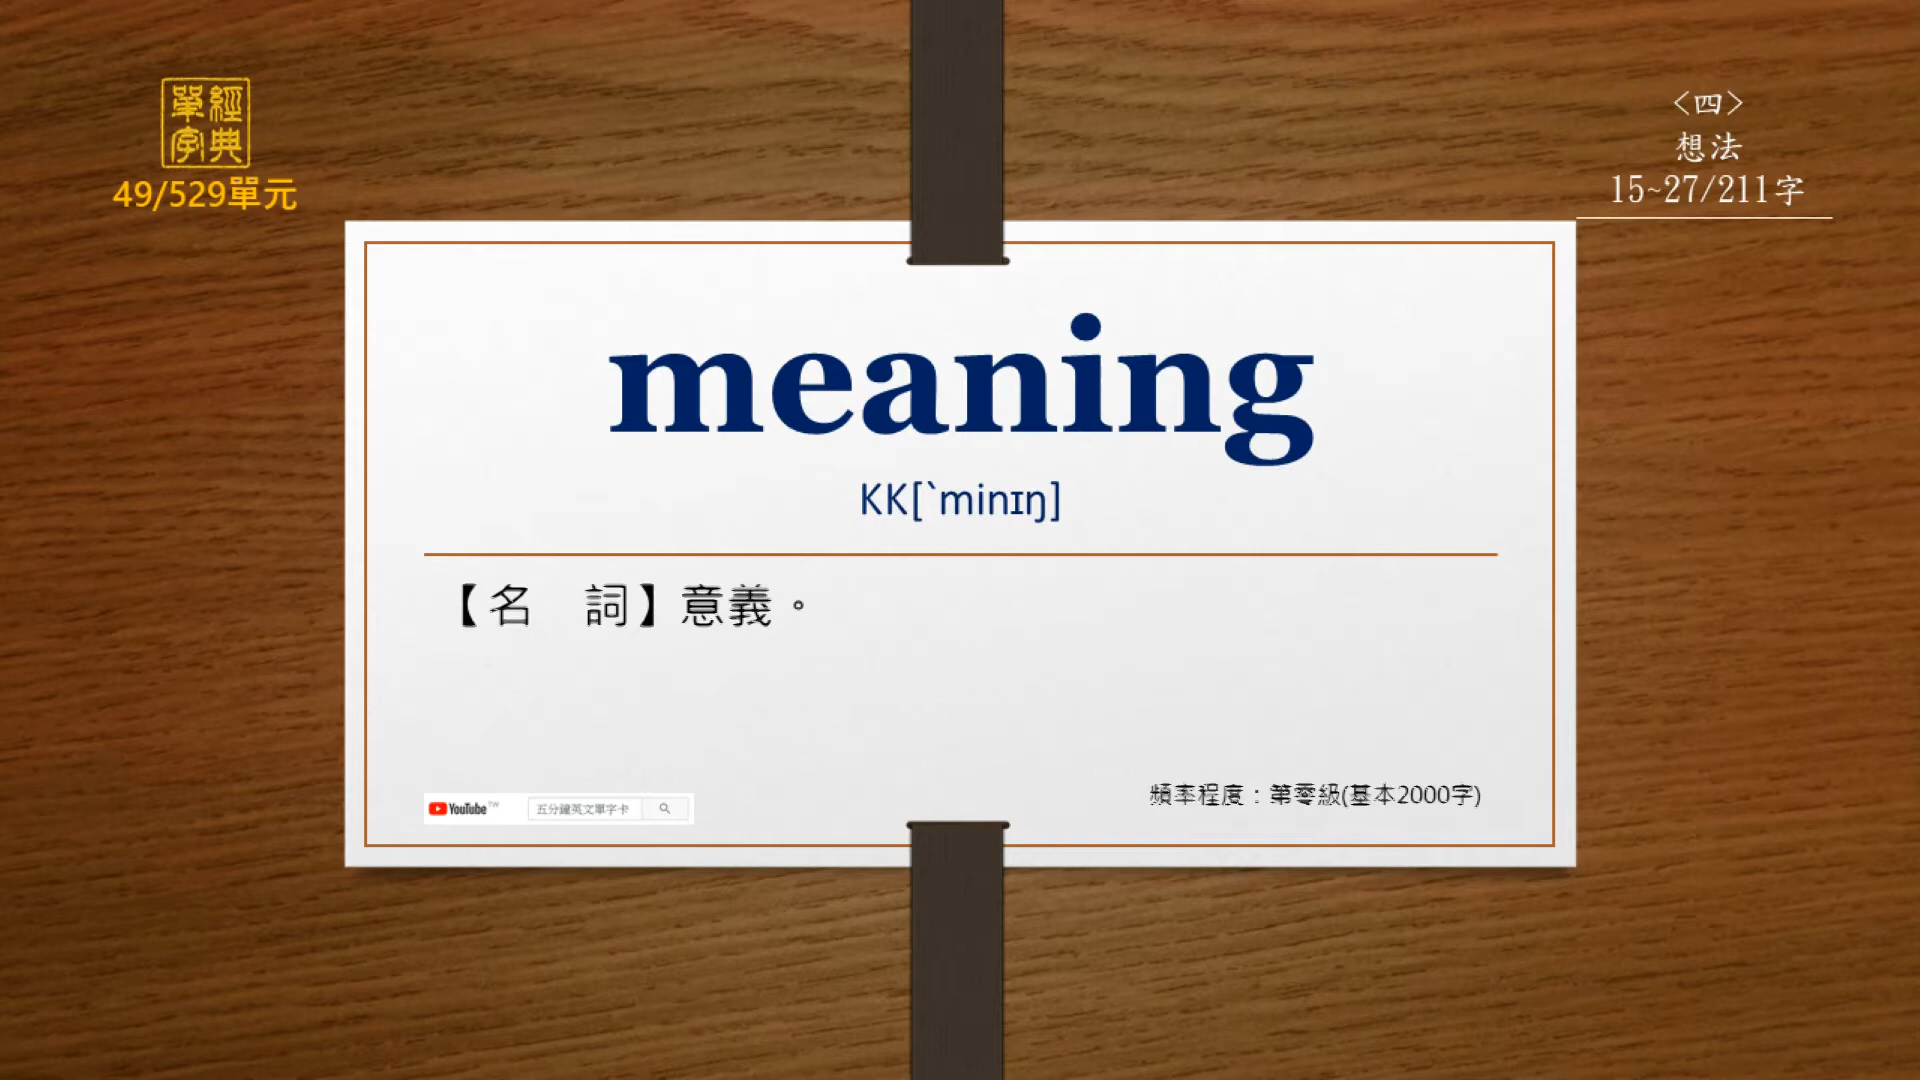 經典
單字
49/529單元
〈四〉
想法
15~27/211字
meaning
KK[ˋminɪŋ]
【名　詞】意義。
YouTube TW
五分鐘英文單字卡
頻率程度：第零級(基本2000字)